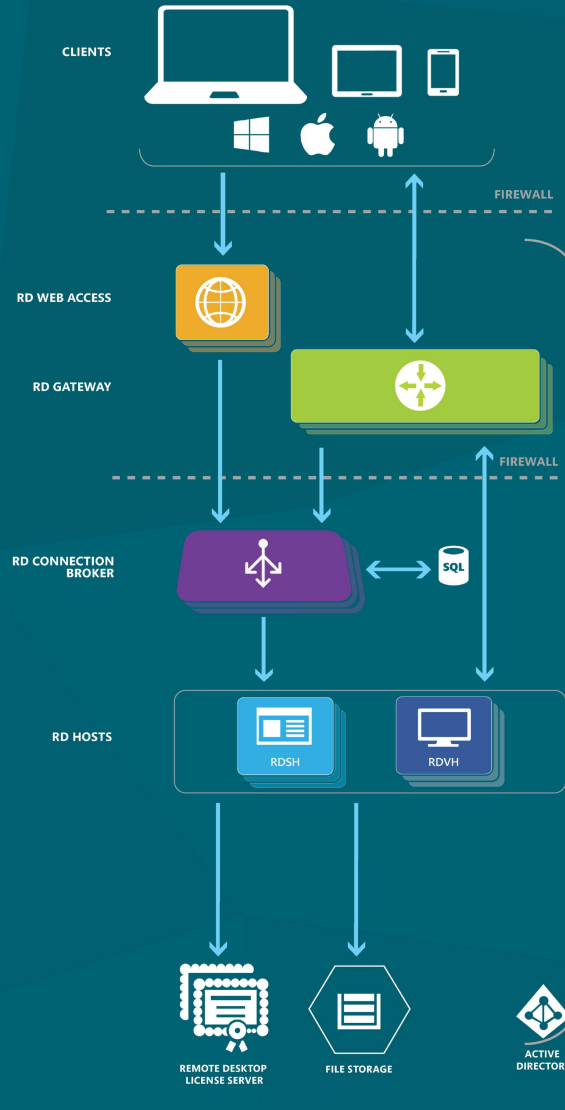 CLIENTS
FIREWALL
RD WEB ACCESS
RD GATEWAY
FIREWALL
RD CONNECTION
BROKER
SQL
RD HOSTS
RDSH
RDVH
REMOTE DESKTOP
LICENSE SERVER
FILE STORAGE
ACTIVE
DIRECTOR